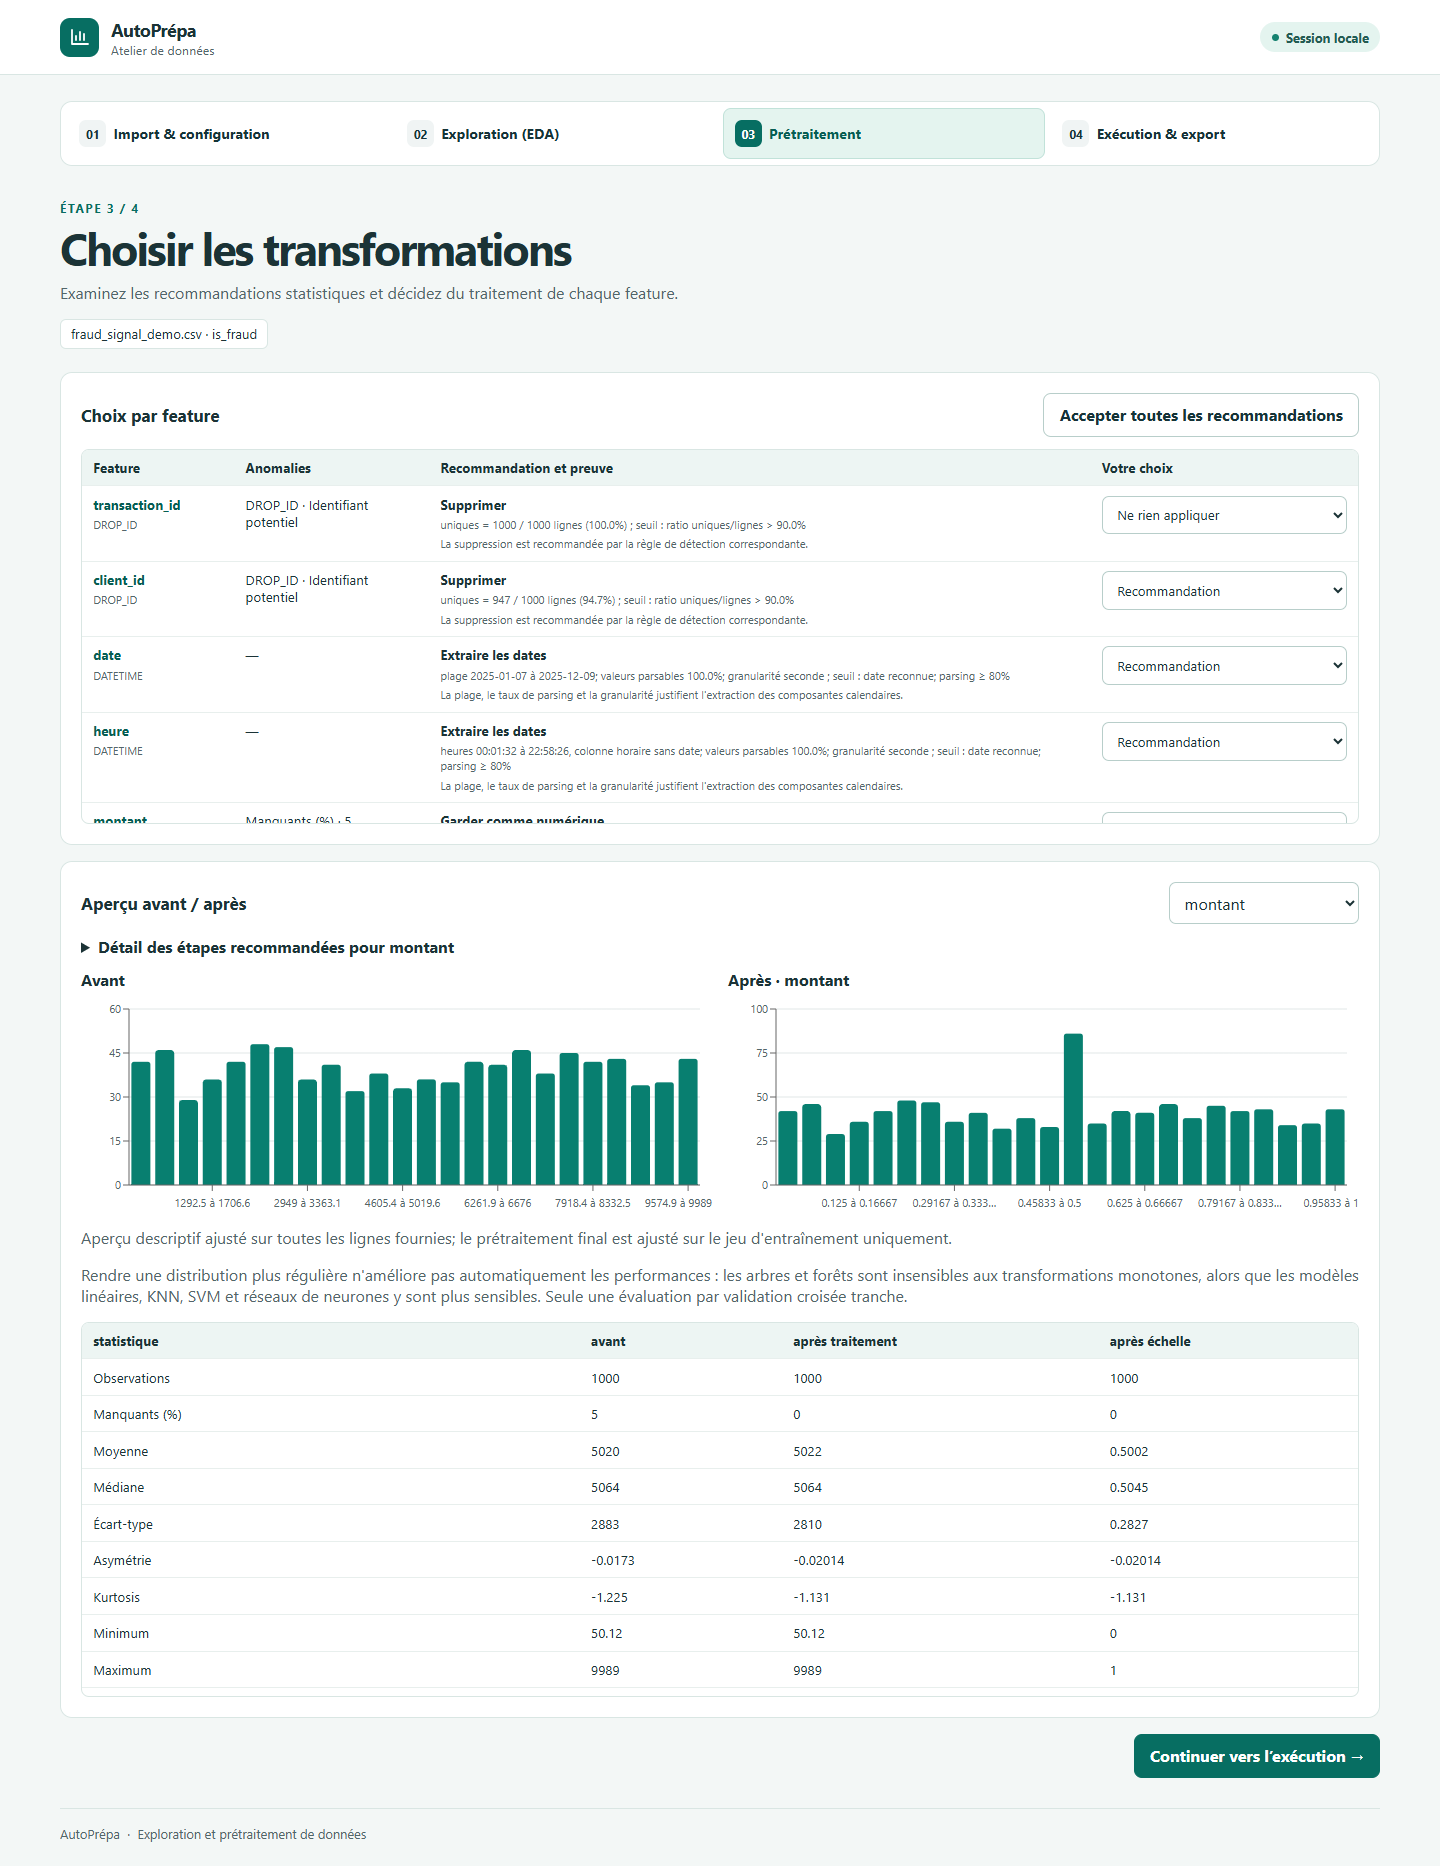 AutoPrépa
Atelier de données
Session locale
01 Import & configuration
02 Exploration (EDA)
03 Prétraitement
04 Exécution & export
ÉTAPE 3 / 4
Choisir les transformations
Examinez les recommandations statistiques et décidez du traitement de chaque feature.
fraud_signal_demo.csv · is_fraud
Choix par feature
Accepter toutes les recommandations
Feature Anomalies Recommandation et preuve Votre choix
transaction_id
DROP_ID
DROP_ID · Identifiant
potentiel
Supprimer
uniques = 1000 / 1000 lignes (100.0%) ; seuil : ratio uniques/lignes > 90.0%
La suppression est recommandée par la règle de détection correspondante.
Ne rien appliquer
client_id
DROP_ID
DROP_ID · Identifiant
potentiel
Supprimer
uniques = 947 / 1000 lignes (94.7%) ; seuil : ratio uniques/lignes > 90.0%
La suppression est recommandée par la règle de détection correspondante.
Recommandation
date
DATETIME
—
Extraire les dates
plage 2025-01-07 à 2025-12-09; valeurs parsables 100.0%; granularité seconde ; seuil : date reconnue; parsing ≥ 80%
La plage, le taux de parsing et la granularité justifient l'extraction des composantes calendaires.
Recommandation
heure
DATETIME
—
Extraire les dates
heures 00:01:32 à 22:58:26, colonne horaire sans date; valeurs parsables 100.0%; granularité seconde ; seuil : date reconnue;
parsing ≥ 80%
La plage, le taux de parsing et la granularité justifient l'extraction des composantes calendaires.
Recommandation
montant Manquants (%) · 5 Garder comme numérique
Aperçu avant / après
montant
▶ Détail des étapes recommandées pour montant
Avant
60
45
30
15
0
1292.5 à 1706.6 2949 à 3363.1 4605.4 à 5019.6 6261.9 à 6676 7918.4 à 8332.5 9574.9 à 9989
Après · montant
100
75
50
25
0
0.125 à 0.16667 0.29167 à 0.333... 0.45833 à 0.5 0.625 à 0.66667 0.79167 à 0.833... 0.95833 à 1
Aperçu descriptif ajusté sur toutes les lignes fournies; le prétraitement final est ajusté sur le jeu d'entraînement uniquement.
Rendre une distribution plus régulière n'améliore pas automatiquement les performances : les arbres et forêts sont insensibles aux transformations monotones, alors que les modèles
linéaires, KNN, SVM et réseaux de neurones y sont plus sensibles. Seule une évaluation par validation croisée tranche.
statistique avant après traitement après échelle
Observations 1000 1000 1000
Manquants (%) 5 0 0
Moyenne 5020 5022 0.5002
Médiane 5064 5064 0.5045
Écart-type 2883 2810 0.2827
Asymétrie -0.0173 -0.02014 -0.02014
Kurtosis -1.225 -1.131 -1.131
Minimum 50.12 50.12 0
Maximum 9989 9989 1
Continuer vers l'exécution →
AutoPrépa · Exploration et prétraitement de données